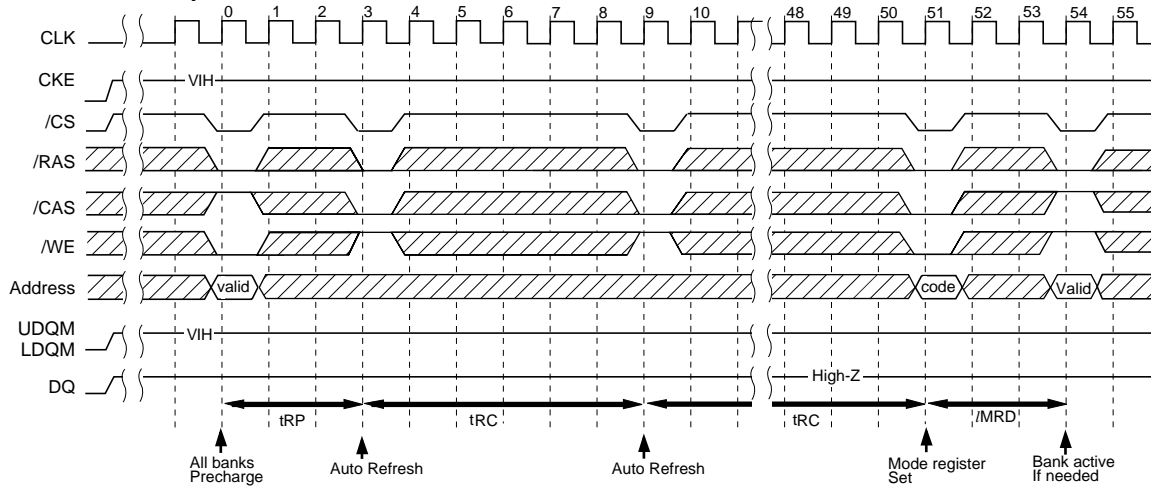 0 1 2 3 4 5 6 7 8 9 10 48 49 50 51 52 53 54 55
CLK
CKE VIH
/CS
/RAS
/CAS
/WE
Address valid code Valid
UDQM
LDQM VIH
DQ High-Z
tRP tRC tRC lMRD
All banks
Precharge
Auto Refresh
Auto Refresh
Mode register
Set
Bank active
If needed